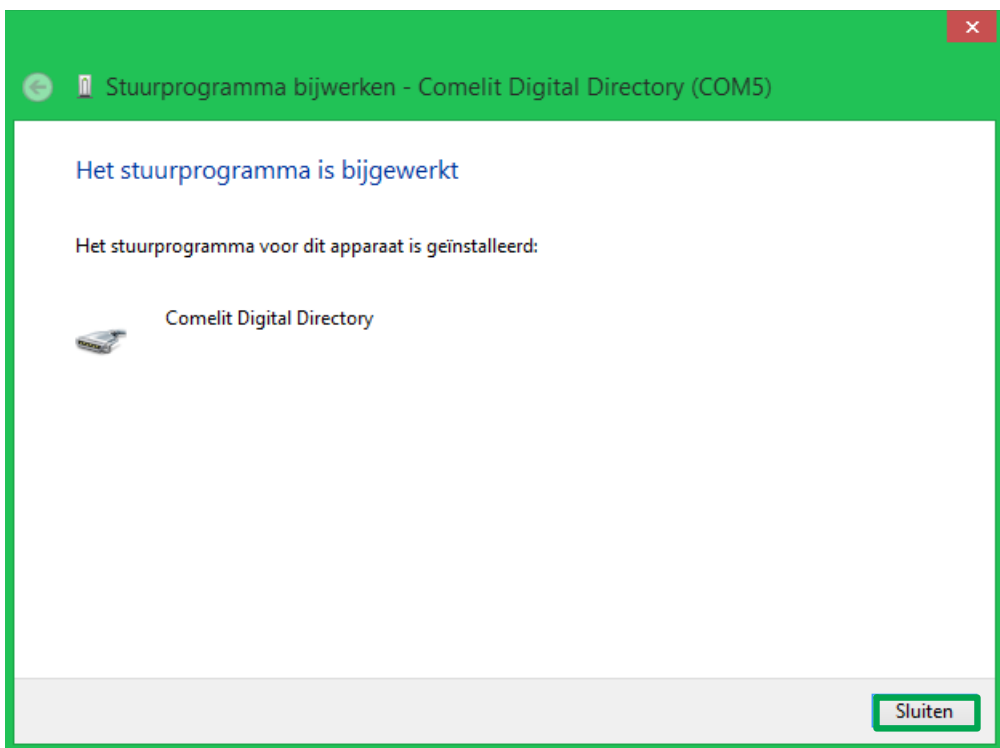 Stuurprogramma bijwerken - Comelit Digital Directory (COM5)
Het stuurprogramma is bijgewerkt
Het stuurprogramma voor dit apparaat is geïnstalleerd:
Comelit Digital Directory
Sluiten